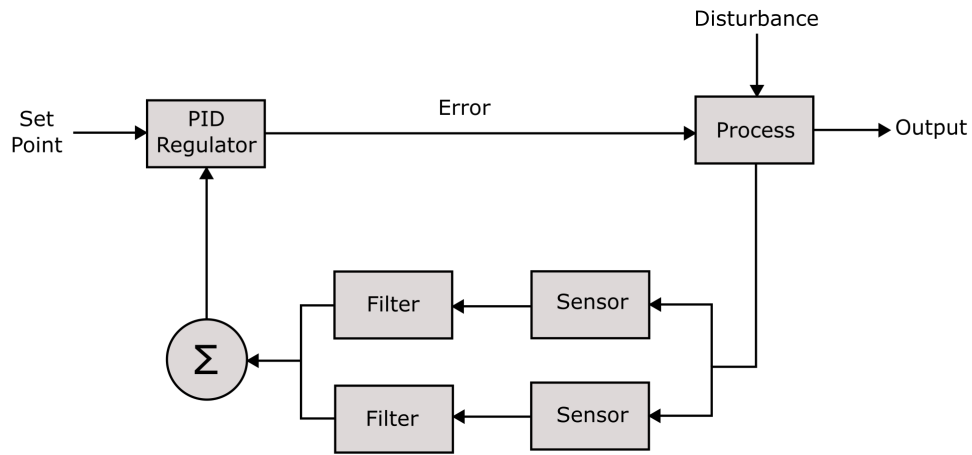 Disturbance
Set
Point
PID
Regulator
Error
Process
Output
Filter
Sensor
Σ
Filter
Sensor